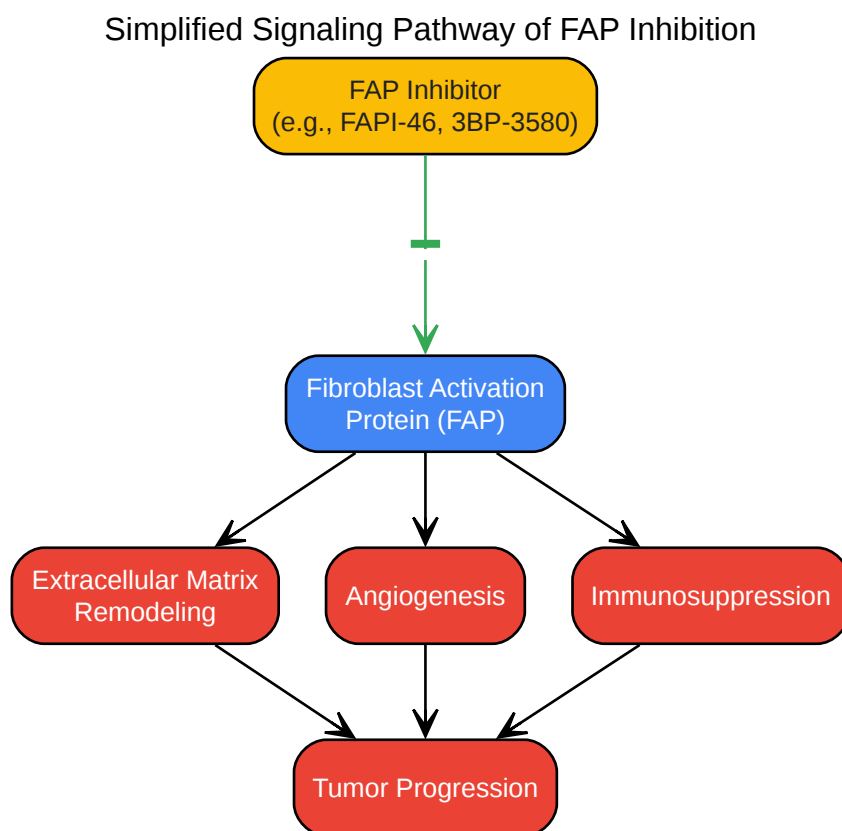 Simplified Signaling Pathway of FAP Inhibition
FAP Inhibitor
(e.g., FAPI-46, 3BP-3580)
Fibroblast Activation
Protein (FAP)
Extracellular Matrix
Remodeling
Angiogenesis
Immunosuppression
Tumor Progression